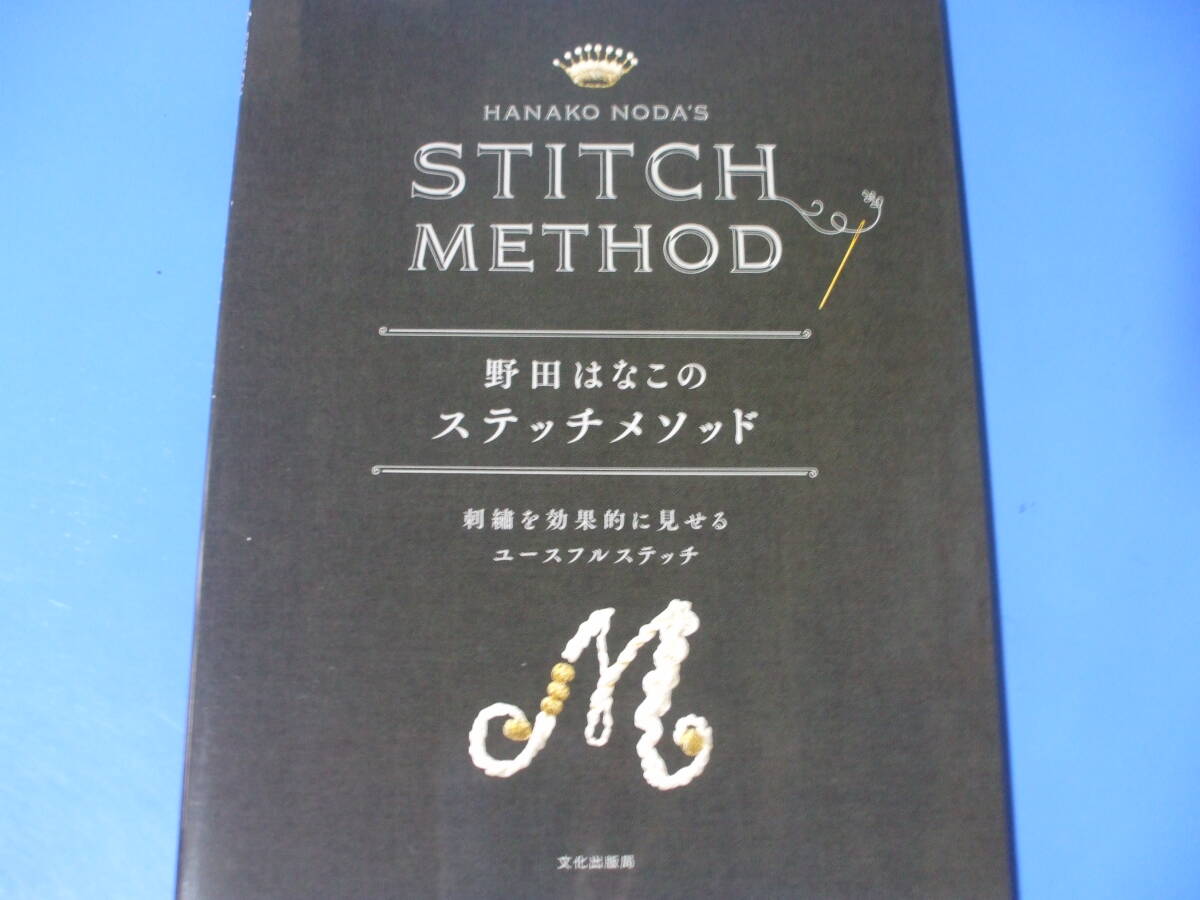 HANAKO NODA'S
STITCH
METHOD
野田はなこの
ステッチメソッド
刺繡を効果的に見せる
ユースフルステッチ
M
文化出版局